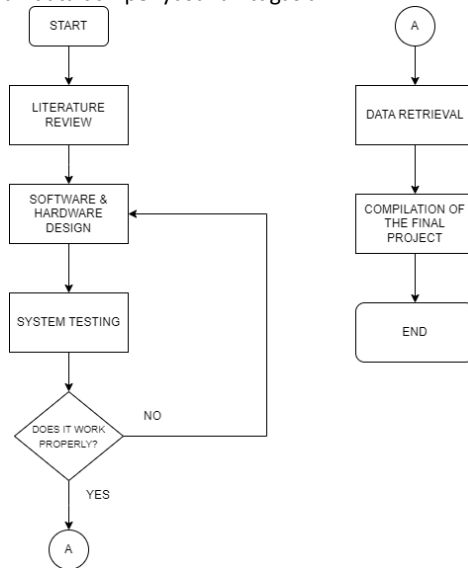 START
LITERATURE
REVIEW
SOFTWARE &
HARDWARE
DESIGN
SYSTEM TESTING
DOES IT WORK
PROPERLY?
NO
YES
A
A
DATA RETRIEVAL
COMPILATION OF
THE FINAL
PROJECT
END